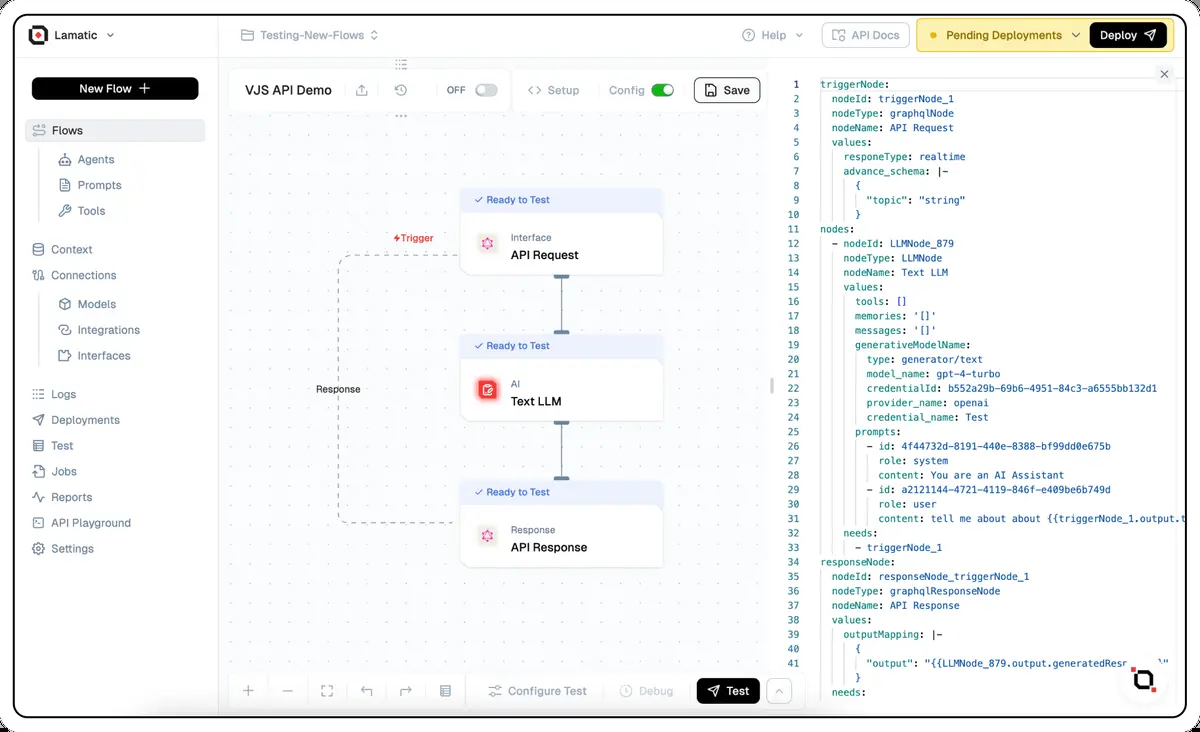 Lamatic
Testing-New-Flows
Help
API Docs
Pending Deployments
Deploy
New Flow
Flows
Agents
Prompts
Tools
Context
Connections
Models
Integrations
Interfaces
Logs
Deployments
Test
Jobs
Reports
API Playground
Settings
VJS API Demo
OFF
<> Setup
Config
Save
Ready to Test
Interface
API Request
Trigger
Ready to Test
AI
Text LLM
Response
Ready to Test
Response
API Response
Configure Test
Debug
Test
1 triggerNode:
2 nodeId: triggerNode_1
3 nodeType: graphqlNode
4 nodeName: API Request
5 values:
6 responeType: realtime
7 advance_schema: |-
8 {
9 "topic": "string"
10 }
11 nodes:
12 - nodeId: LLMNode_879
13 nodeType: LLMNode
14 nodeName: Text LLM
15 values:
16 tools: []
17 memories: '[]'
18 messages: '[]'
19 generativeModelName:
20 type: generator/text
21 model_name: gpt-4-turbo
22 credentialId: b552a29b-69b6-4951-84c3-a6555bb132d1
23 provider_name: openai
24 credential_name: Test
25 prompts:
26 - id: 4f44732d-8191-440e-8388-bf99dd0e675b
27 role: system
28 content: You are an AI Assistant
29 - id: a2121144-4721-4119-846f-e409be6b749d
30 role: user
31 content: tell me about about {{triggerNode_1.output.t
32 needs:
33 - triggerNode_1
34 responseNode:
35 nodeId: responseNode_triggerNode_1
36 nodeType: graphqlResponseNode
37 nodeName: API Response
38 values:
39 outputMapping: |-
40 {
41 "output": "{{LLMNode_879.output.generatedRes
}
needs: